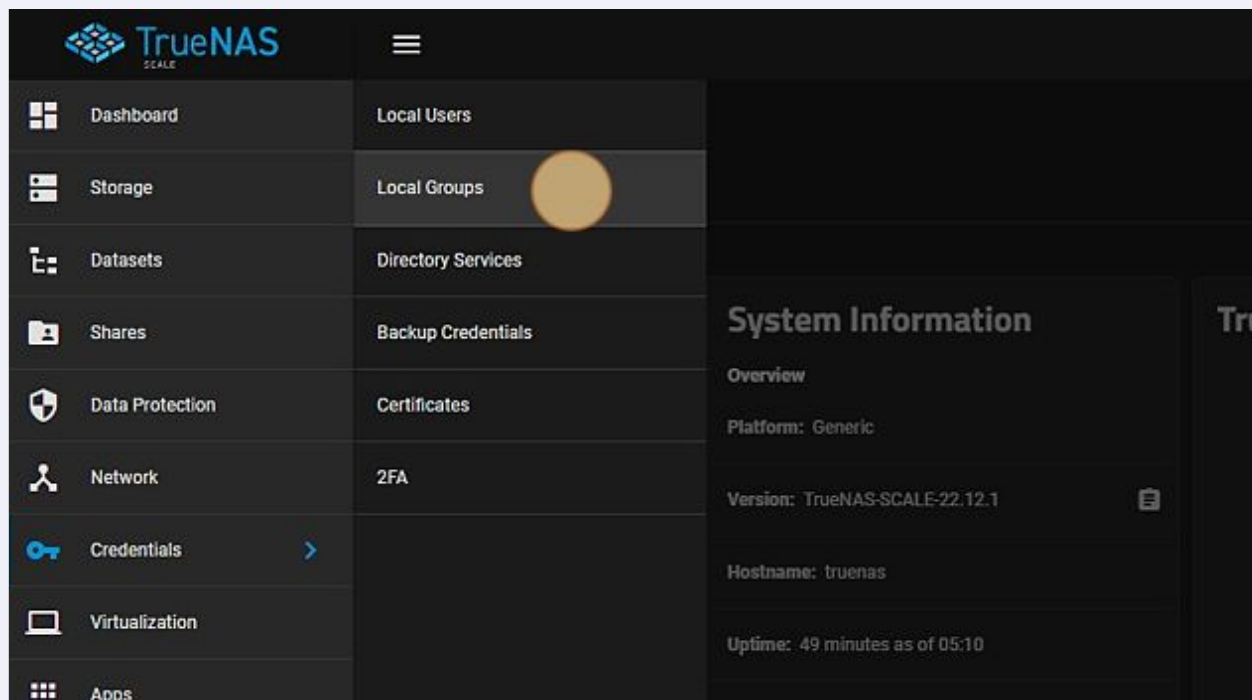 TrueNAS
SCALE
Dashboard
Storage
Datasets
Shares
Data Protection
Network
Credentials
Virtualization
Apps
Local Users
Local Groups
Directory Services
Backup Credentials
Certificates
2FA
System Information
Overview
Platform: Generic
Version: TrueNAS-SCALE-22.12.1
Hostname: truenas
Uptime: 49 minutes as of 05:10